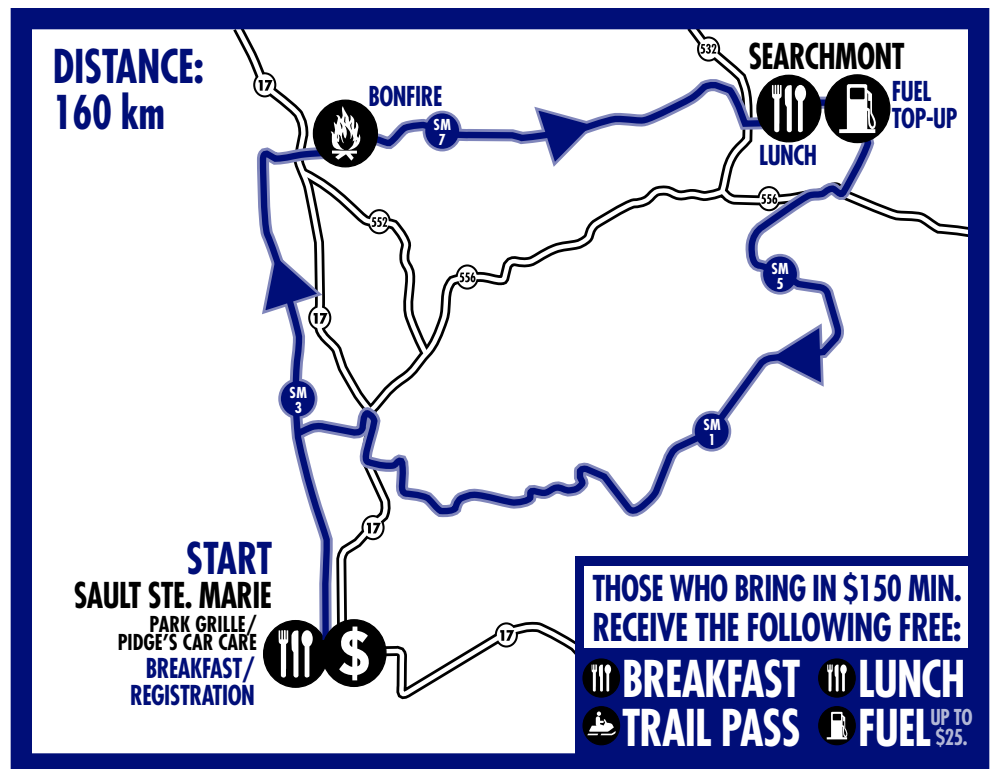 DISTANCE:
160 km
17
532
SEARCHMONT
BONFIRE
FUEL
TOP-UP
SM
7
LUNCH
552
556
556
SM
5
17
SM
3
SM
1
17
START
SAULT STE. MARIE
PARK GRILLE/
PIDGE'S CAR CARE
BREAKFAST/
REGISTRATION
$
17
THOSE WHO BRING IN $150 MIN.
RECEIVE THE FOLLOWING FREE:
BREAKFAST
LUNCH
TRAIL PASS
FUEL UP TO
$25.